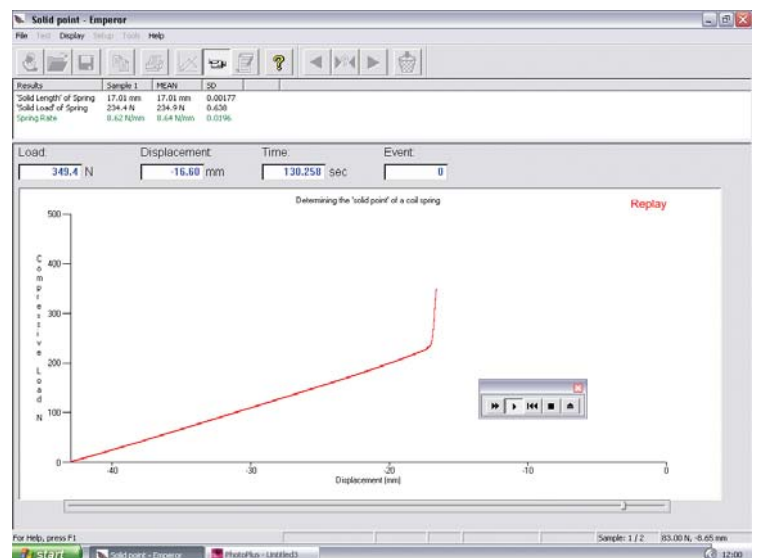 Solid point - Emperor
File Test Display Setup Tools Help
Results Sample 1 MEAN SD
'Solid Length' of Spring 17.01 mm 17.01 mm 0.00177
'Solid Load' of Spring 234.4 N 234.9 N 0.638
Spring Rate 8.62 N/mm 8.64 N/mm 0.0196
Load: Displacement: Time: Event:
349.4 N -16.60 mm 130.250 sec 0
Determining the 'solid point' of a coil spring
Replay
500
400
300
200
100
0
Compressive Load N
-40 -30 -20 -10 0
Displacement (mm)
For Help, press F1 Sample: 1 / 2 83.00 N, -8.65 mm
start Solid point - Emperor PhotoPlus - Untitled3 12:00